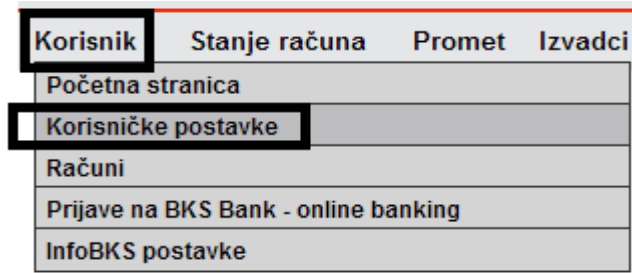 Korisnik Stanje računa Promet Izvadci
Početna stranica
Korisničke postavke
Računi
Prijave na BKS Bank - online banking
InfoBKS postavke